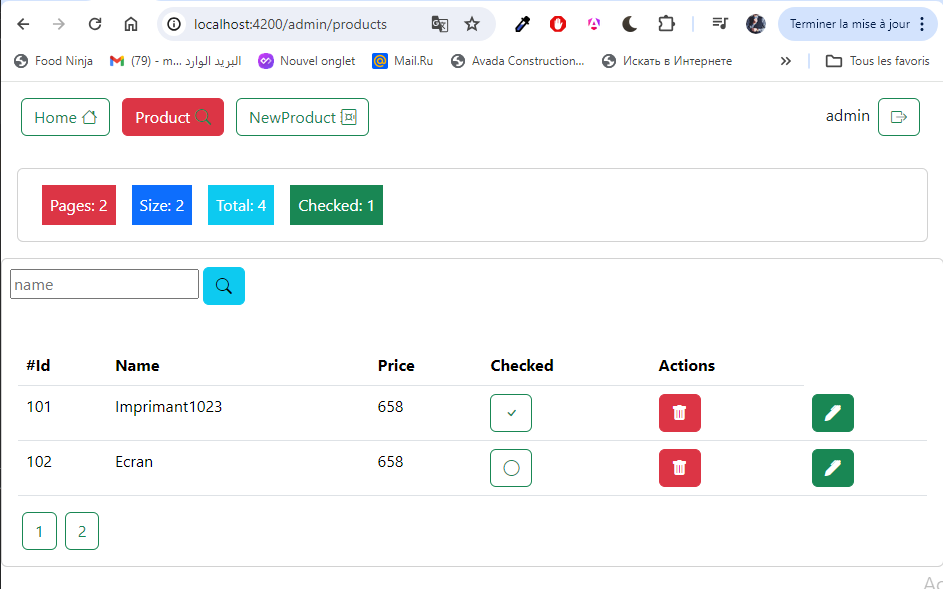 localhost:4200/admin/products
Terminer la mise à jour
Food Ninja
(79) - m... البريد الوارد
Nouvel onglet
Mail.Ru
Avada Construction...
Искать в Интернете
»
Tous les favoris
Home
Product
NewProduct
admin
Pages: 2
Size: 2
Total: 4
Checked: 1
name
#Id Name Price Checked Actions
101 Imprimant1023 658
102 Ecran 658
1 2